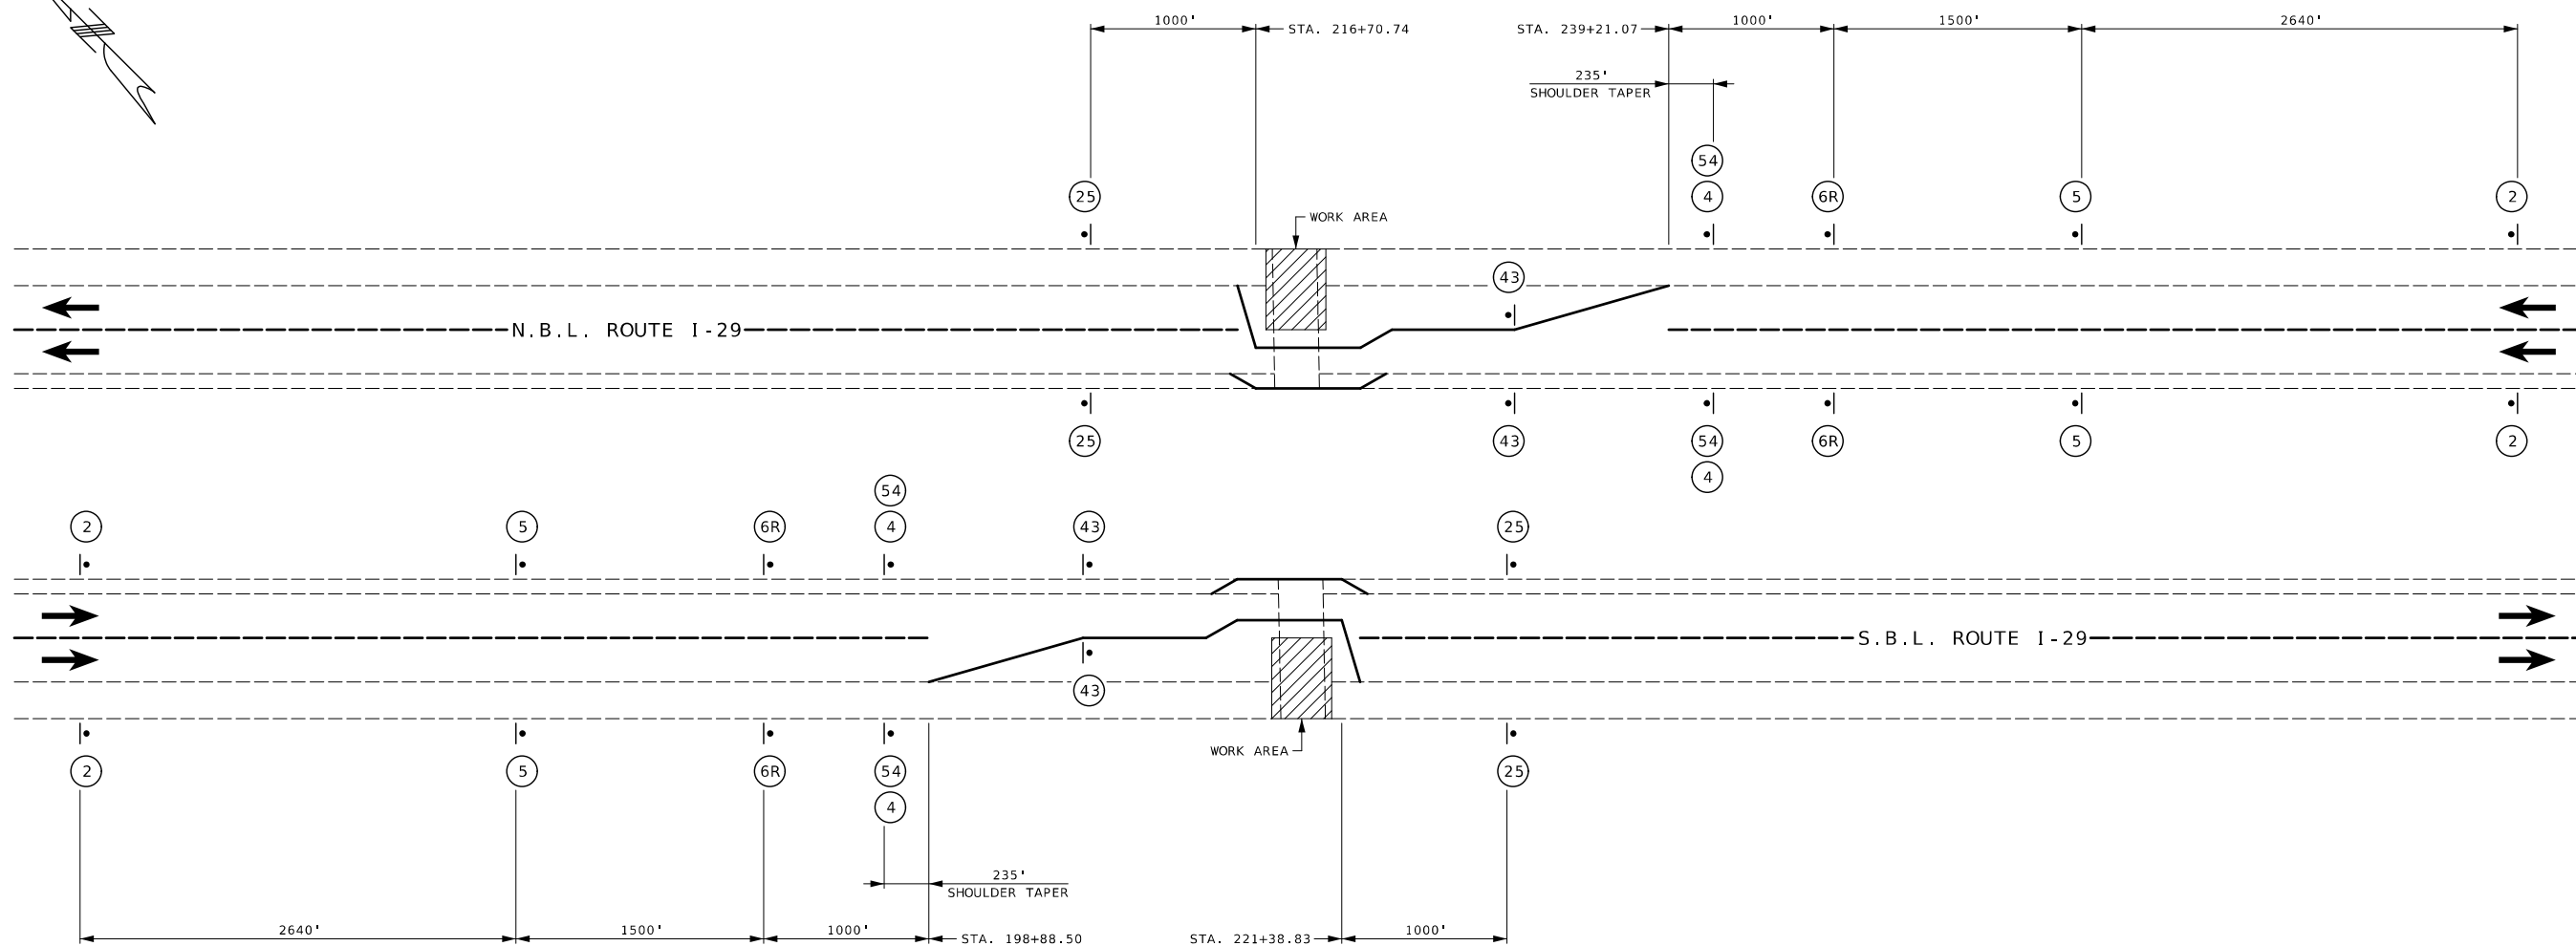 1000'
STA. 216+70.74
STA. 239+21.07
1000'
1500'
2640'
235'
SHOULDER TAPER
54
25
4
6R
5
2
WORK AREA
43
N.B.L. ROUTE I-29
25
43
54
6R
5
2
4
54
2
5
6R
4
43
25
S.B.L. ROUTE I-29
43
WORK AREA
2
5
6R
54
25
4
235'
SHOULDER TAPER
2640'
1500'
1000'
STA. 198+88.50
STA. 221+38.83
1000'